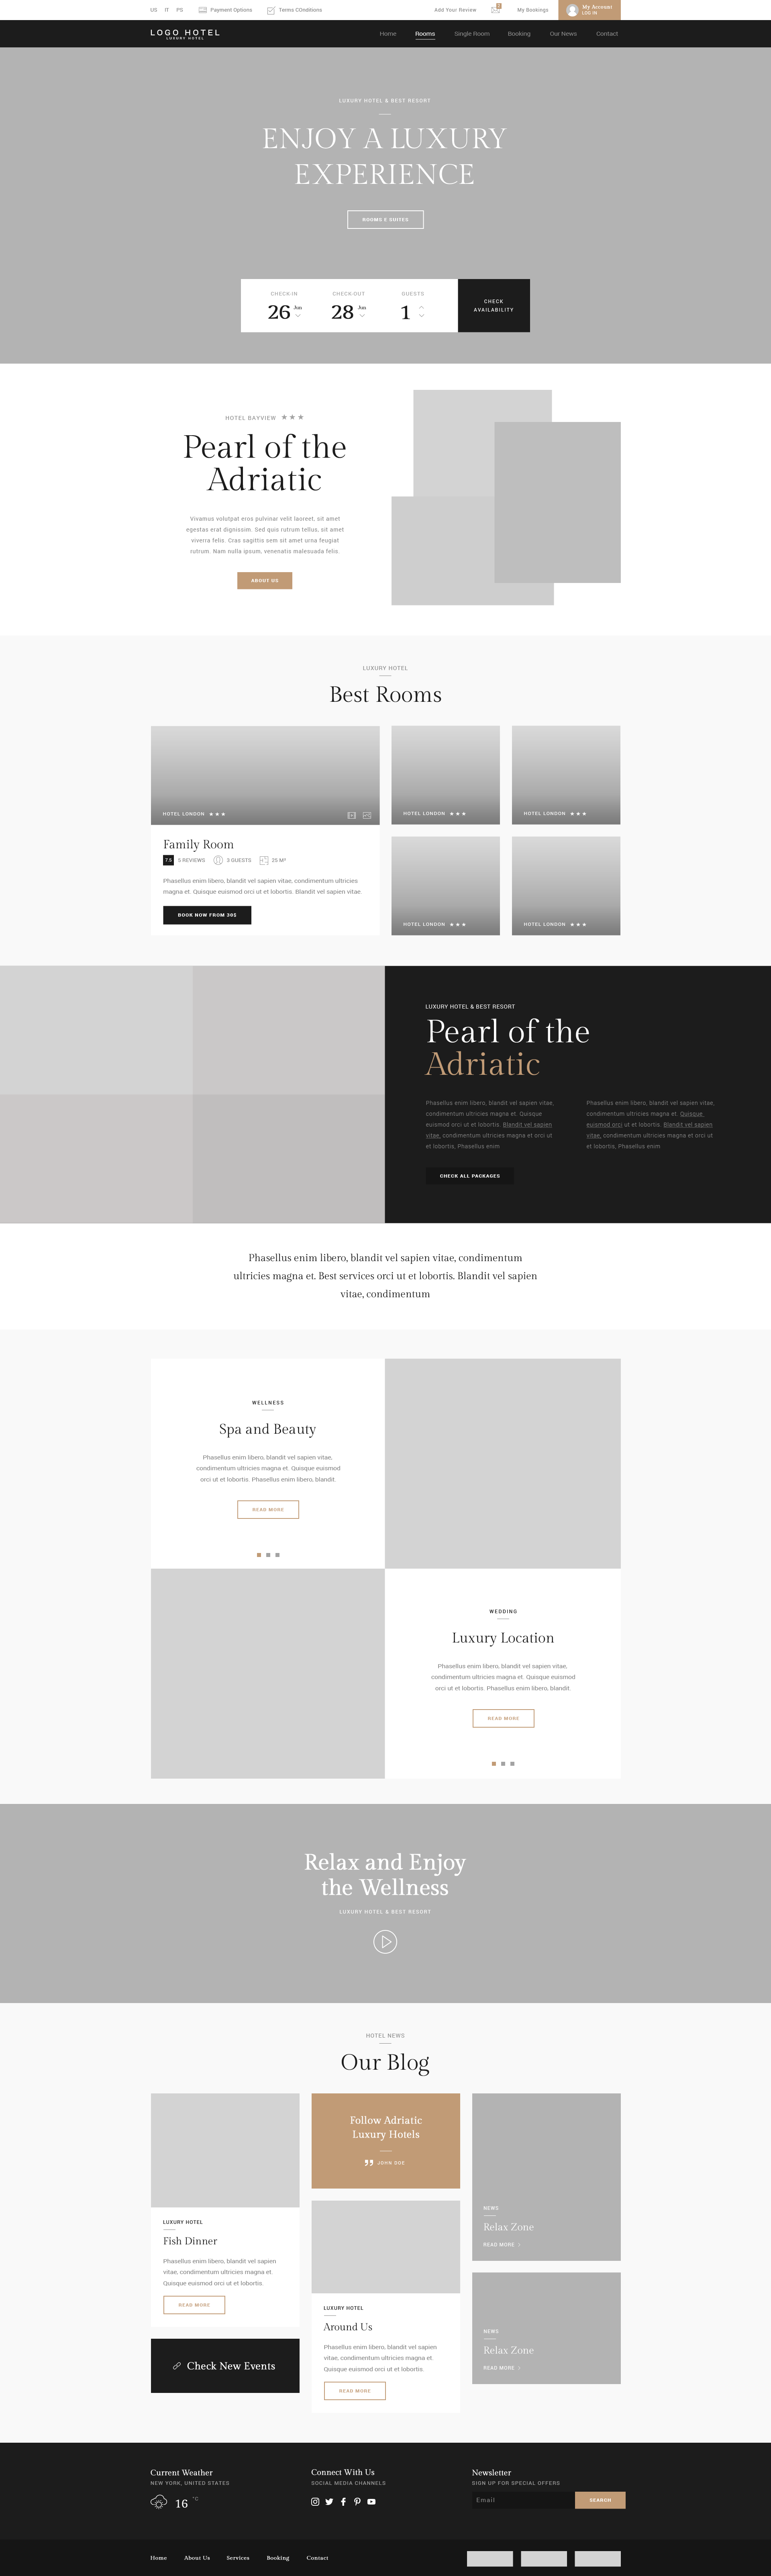 US IT PS Payment Options Terms COnditions Add Your Review My Bookings My Account
LOG IN
LOGO HOTEL
LUXURY HOTEL
Home Rooms Single Room Booking Our News Contact
LUXURY HOTEL & BEST RESORT
ENJOY A LUXURY
EXPERIENCE
ROOMS E SUITES
CHECK-IN CHECK-OUT GUESTS
26 Jun 28 Jun 1
CHECK
AVAILABILITY
HOTEL BAYVIEW
Pearl of the
Adriatic
Vivamus volutpat eros pulvinar velit laoreet, sit amet
egestas erat dignissim. Sed quis rutrum tellus, sit amet
viverra felis. Cras sagittis sem sit amet urna feugiat
rutrum. Nam nulla ipsum, venenatis malesuada felis.
ABOUT US
LUXURY HOTEL
Best Rooms
HOTEL LONDON
Family Room
7.5 5 REVIEWS 3 GUESTS 25 M²
Phasellus enim libero, blandit vel sapien vitae, condimentum ultricies
magna et. Quisque euismod orci ut et lobortis. Blandit vel sapien vitae.
BOOK NOW FROM 30$
HOTEL LONDON
HOTEL LONDON
HOTEL LONDON
HOTEL LONDON
LUXURY HOTEL & BEST RESORT
Pearl of the
Adriatic
Phasellus enim libero, blandit vel sapien vitae,
condimentum ultricies magna et. Quisque
euismod orci ut et lobortis. Blandit vel sapien
vitae, condimentum ultricies magna et orci ut
et lobortis, Phasellus enim
Phasellus enim libero, blandit vel sapien vitae,
condimentum ultricies magna et. Quisque
euismod orci ut et lobortis. Blandit vel sapien
vitae, condimentum ultricies magna et orci ut
et lobortis, Phasellus enim
CHECK ALL PACKAGES
Phasellus enim libero, blandit vel sapien vitae, condimentum
ultricies magna et. Best services orci ut et lobortis. Blandit vel sapien
vitae, condimentum
WELLNESS
Spa and Beauty
Phasellus enim libero, blandit vel sapien vitae,
condimentum ultricies magna et. Quisque euismod
orci ut et lobortis. Phasellus enim libero, blandit.
READ MORE
WEDDING
Luxury Location
Phasellus enim libero, blandit vel sapien vitae,
condimentum ultricies magna et. Quisque euismod
orci ut et lobortis. Phasellus enim libero, blandit.
READ MORE
Relax and Enjoy
the Wellness
LUXURY HOTEL & BEST RESORT
HOTEL NEWS
Our Blog
LUXURY HOTEL
Fish Dinner
Phasellus enim libero, blandit vel sapien
vitae, condimentum ultricies magna et.
Quisque euismod orci ut et lobortis.
READ MORE
Check New Events
Follow Adriatic
Luxury Hotels
JOHN DOE
LUXURY HOTEL
Around Us
Phasellus enim libero, blandit vel sapien
vitae, condimentum ultricies magna et.
Quisque euismod orci ut et lobortis.
READ MORE
NEWS
Relax Zone
READ MORE
NEWS
Relax Zone
READ MORE
Current Weather
NEW YORK, UNITED STATES
16 °C
Connect With Us
SOCIAL MEDIA CHANNELS
Newsletter
SIGN UP FOR SPECIAL OFFERS
Email SEARCH
Home About Us Services Booking Contact